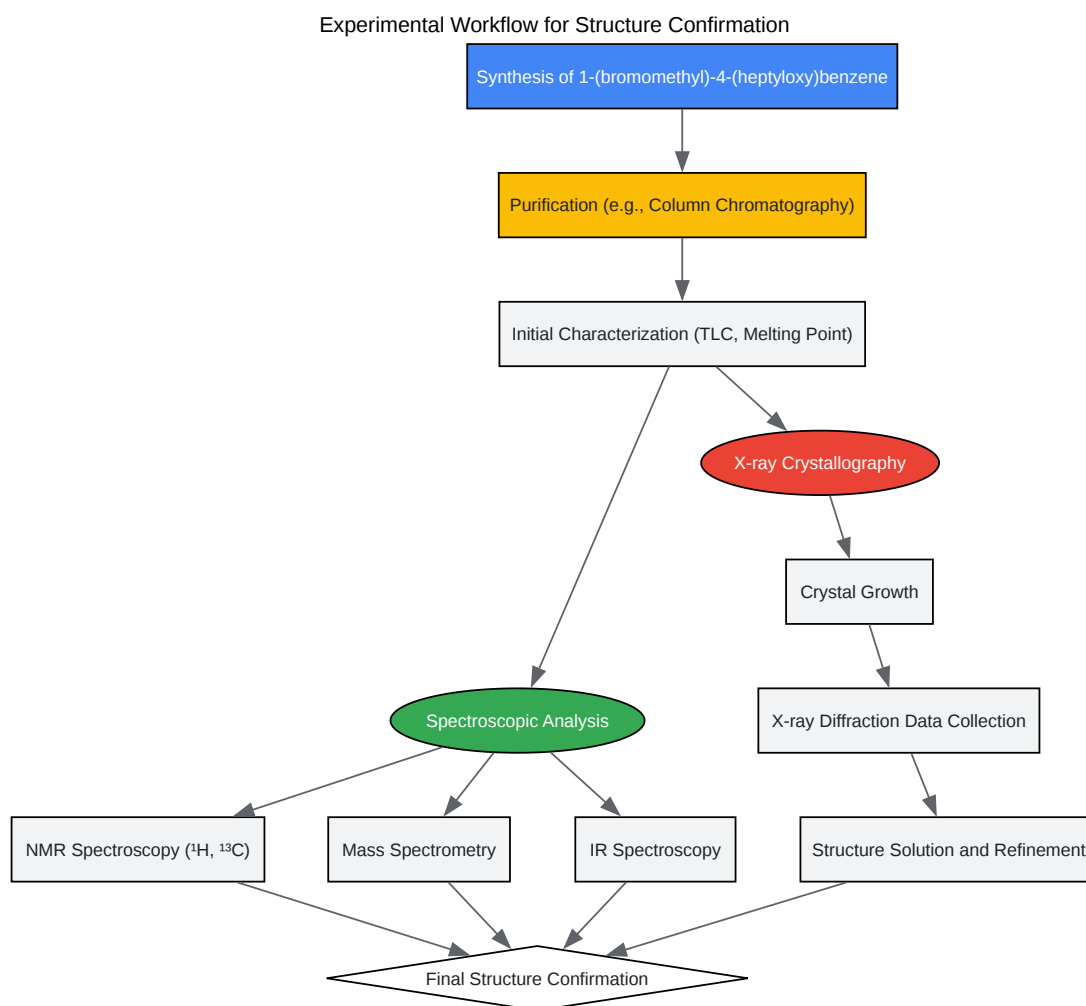 Experimental Workflow for Structure Confirmation
Synthesis of 1-(bromomethyl)-4-(heptyloxy)benzene
Purification (e.g., Column Chromatography)
Initial Characterization (TLC, Melting Point)
X-ray Crystallography
Crystal Growth
Spectroscopic Analysis
X-ray Diffraction Data Collection
NMR Spectroscopy (¹H, ¹³C)
Mass Spectrometry
IR Spectroscopy
Structure Solution and Refinement
Final Structure Confirmation